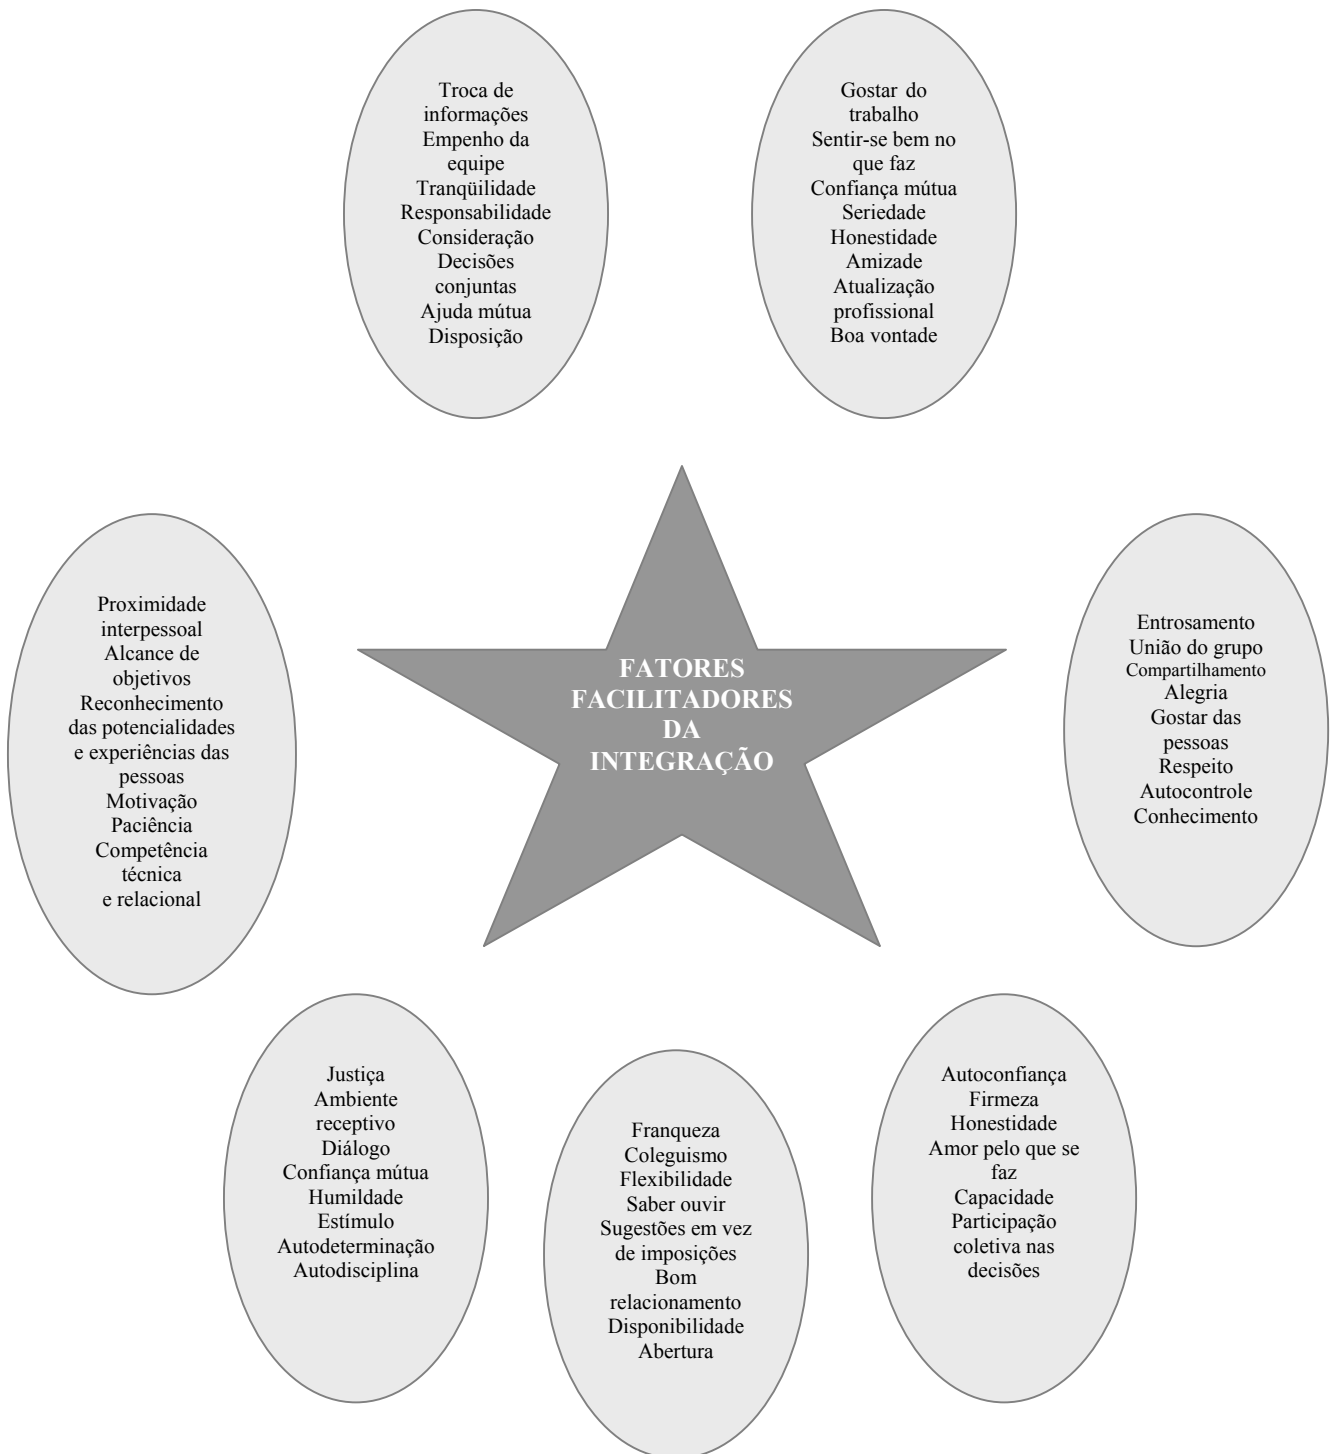 Troca de
informações
Empenho da
equipe
Tranqüilidade
Responsabilidade
Consideração
Decisões
conjuntas
Ajuda mútua
Disposição
Gostar do
trabalho
Sentir-se bem no
que faz
Confiança mútua
Seriedade
Honestidade
Amizade
Atualização
profissional
Boa vontade
Proximidade
interpessoal
Alcance de
objetivos
Reconhecimento
das potencialidades
e experiências das
pessoas
Motivação
Paciência
Competência
técnica
e relacional
FATORES
FACILITADORES
DA
INTEGRAÇÃO
Entrosamento
União do grupo
Compartilhamento
Alegria
Gostar das
pessoas
Respeito
Autocontrole
Conhecimento
Justiça
Ambiente
receptivo
Diálogo
Confiança mútua
Humildade
Estímulo
Autodeterminação
Autodisciplina
Franqueza
Coleguismo
Flexibilidade
Saber ouvir
Sugestões em vez
de imposições
Bom
relacionamento
Disponibilidade
Abertura
Autoconfiança
Firmeza
Honestidade
Amor pelo que se
faz
Capacidade
Participação
coletiva nas
decisões